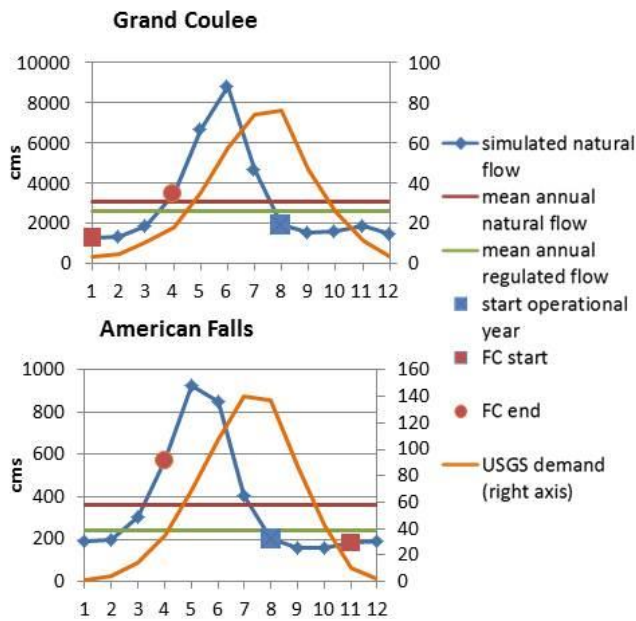 Grand Coulee
10000 100
8000 80
6000 60
4000 40
2000 20
0 0
cms
1 2 3 4 5 6 7 8 9 10 11 12
American Falls
1000 160
140
800 120
600 100
80
400 60
40
200 20
0 0
cms
1 2 3 4 5 6 7 8 9 10 11 12
simulated natural
flow
mean annual
natural flow
mean annual
regulated flow
start operational
year
FC start
FC end
USGS demand
(right axis)